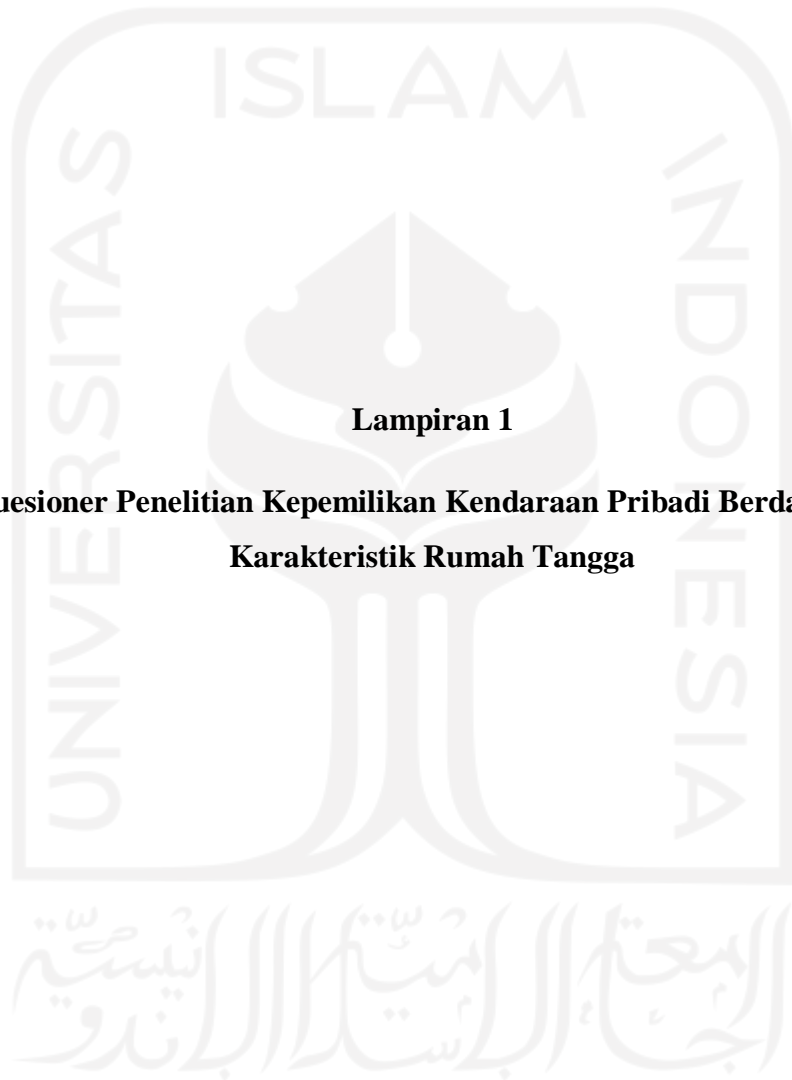 ISLAM
UNIVERSITAS
INDONESIA
Lampiran 1
uesioner Penelitian Kepemilikan Kendaraan Pribadi Berda
Karakteristik Rumah Tangga